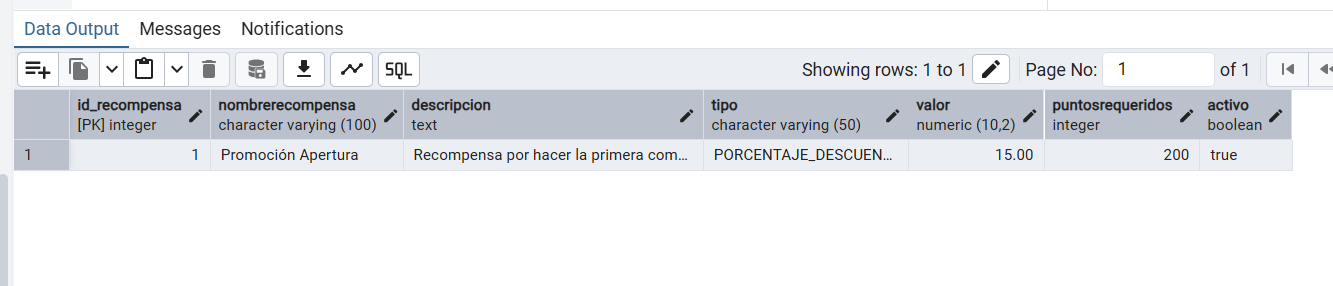 Data Output Messages Notifications
SQL Showing rows: 1 to 1 Page No: 1 of 1
id_recompensa nombrerecompensa descripcion tipo valor puntosrequeridos activo
[PK] integer character varying (100) text character varying (50) numeric (10,2) integer boolean
1 1 Promoción Apertura Recompensa por hacer la primera com... PORCENTAJE_DESCUEN... 15.00 200 true